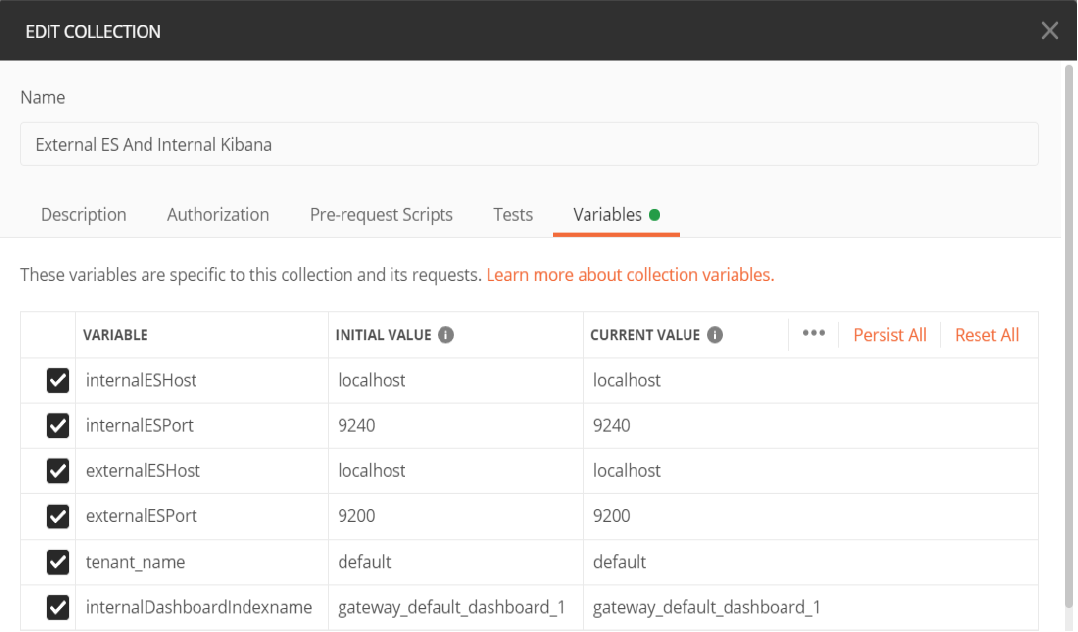 EDIT COLLECTION
Name
External ES And Internal Kibana
Description Authorization Pre-request Scripts Tests Variables
These variables are specific to this collection and its requests. Learn more about collection variables.
VARIABLE INITIAL VALUE CURRENT VALUE Persist All Reset All
internalESHost localhost localhost
internalESPort 9240 9240
externalESHost localhost localhost
externalESPort 9200 9200
tenant_name default default
internalDashboardIndexname gateway_default_dashboard_1 gateway_default_dashboard_1